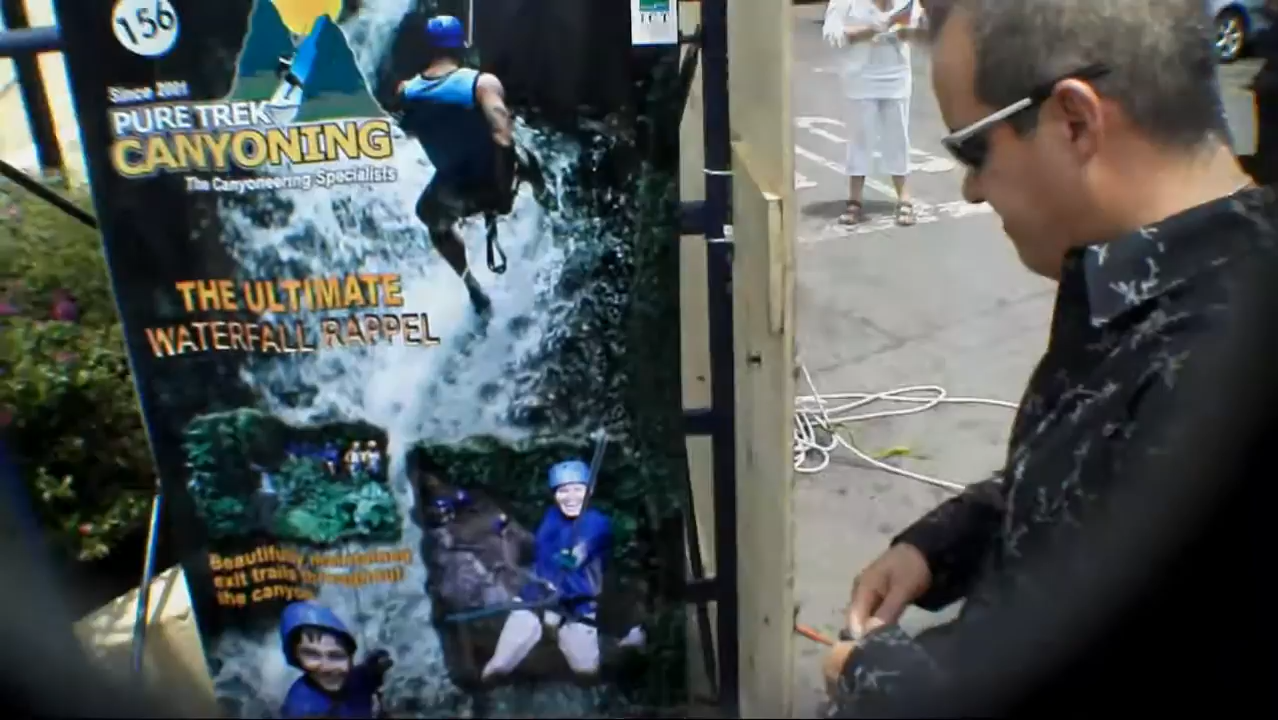 156
Since 2001
PURE TREK
CANYONING
The Canyoneering Specialists
ICT
THE ULTIMATE
WATERFALL RAPPEL
Beautifully maintained
exit trails throughout
the canyon